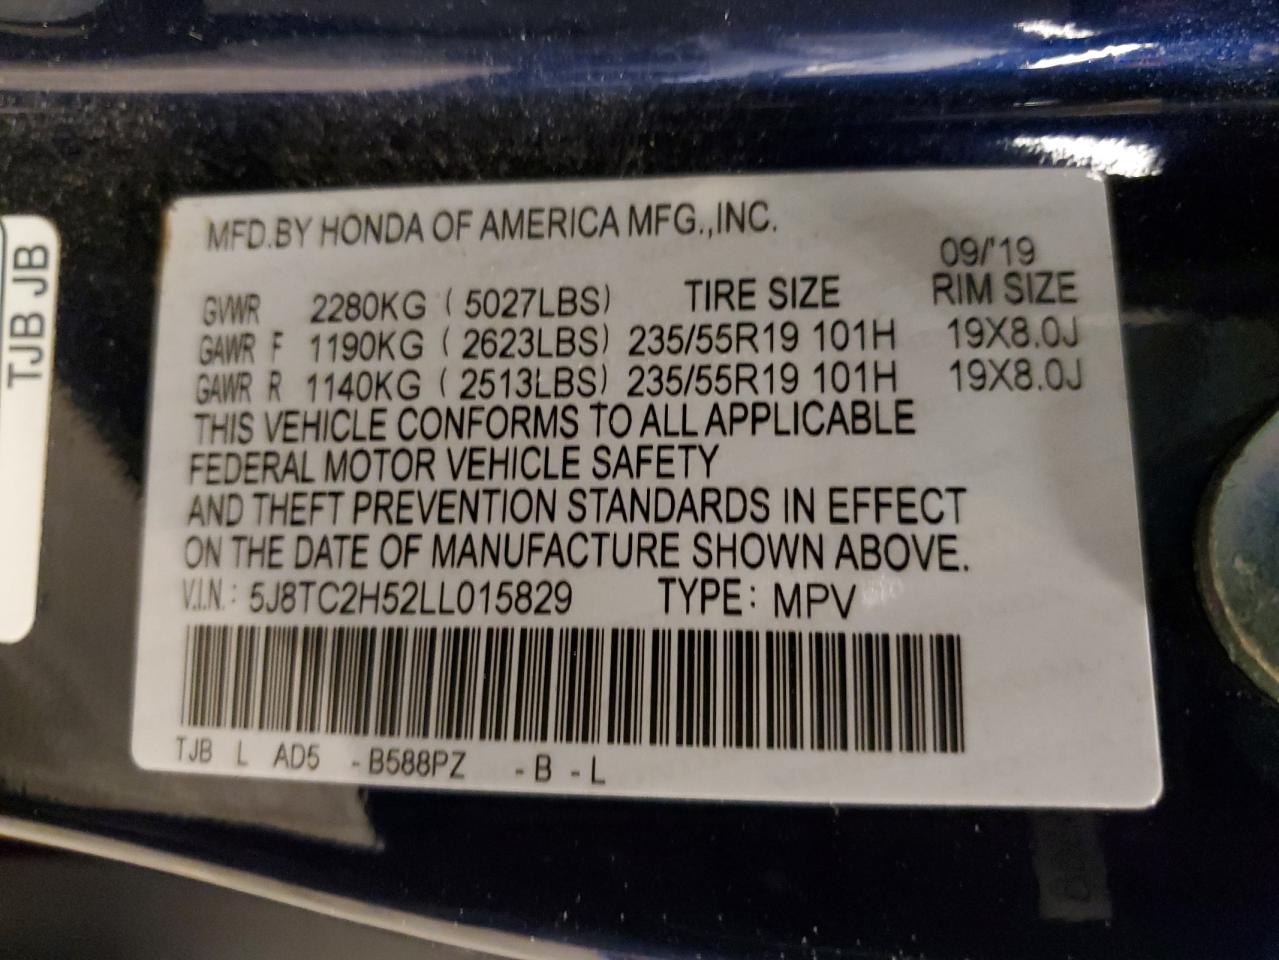 MFD.BY HONDA OF AMERICA MFG.,INC.
09/'19
GVWR 2280KG ( 5027LBS) TIRE SIZE RIM SIZE
GAWR F 1190KG ( 2623LBS) 235/55R19 101H 19X8.0J
GAWR R 1140KG ( 2513LBS) 235/55R19 101H 19X8.0J
THIS VEHICLE CONFORMS TO ALL APPLICABLE
FEDERAL MOTOR VEHICLE SAFETY
AND THEFT PREVENTION STANDARDS IN EFFECT
ON THE DATE OF MANUFACTURE SHOWN ABOVE.
V.I.N.: 5J8TC2H52LL015829 TYPE: MPV
TJB L AD5 -B588PZ -B -L
TJB JB